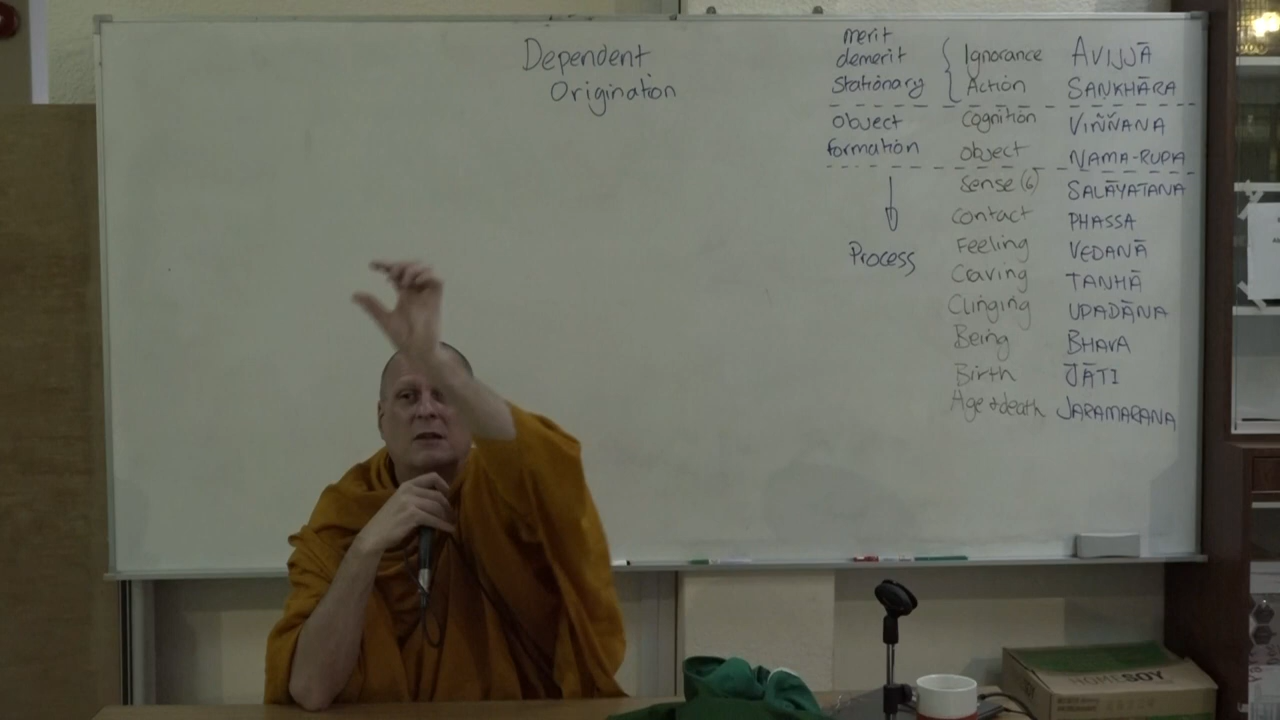 Dependent
Origination
merit
demerit
Stationary
Ignorance AVIJJĀ
Action SANKHĀRA
object
formation
Cognition VIÑÑANA
object NAMA-RUPA
Sense (6) SALĀYATANA
Contact PHASSA
Process
Feeling VEDANĀ
Craving TANHĀ
Clinging UPADĀNA
Being BHAVA
Birth JĀTI
Age & death JARAMARANA
HOMESOY